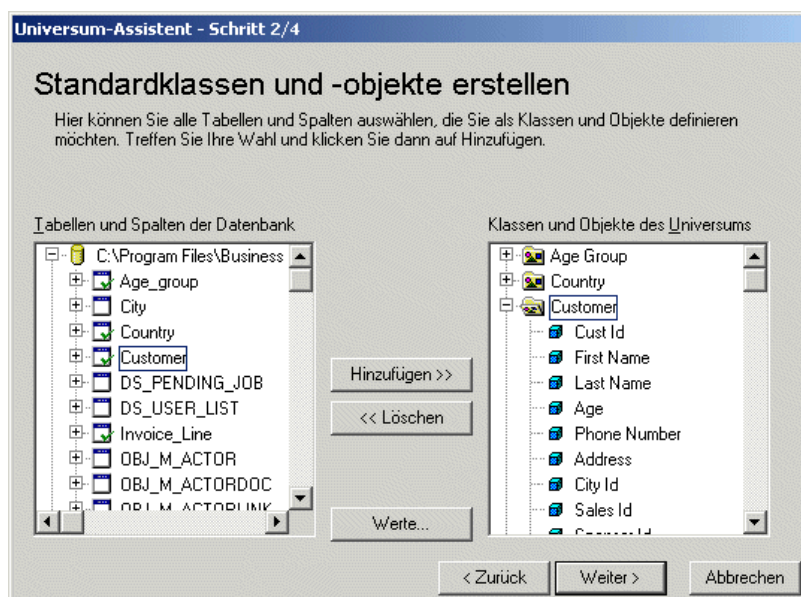 Universum-Assistent - Schritt 2/4
Standardklassen und -objekte erstellen
Hier können Sie alle Tabellen und Spalten auswählen, die Sie als Klassen und Objekte definieren
möchten. Treffen Sie Ihre Wahl und klicken Sie dann auf Hinzufügen.
Tabellen und Spalten der Datenbank
C:\Program Files\Business
Age_group
City
Country
Customer
DS_PENDING_JOB
DS_USER_LIST
Invoice_Line
OBJ_M_ACTOR
OBJ_M_ACTORDOC
Hinzufügen >>
<< Löschen
Werte...
Klassen und Objekte des Universums
Age Group
Country
Customer
Cust Id
First Name
Last Name
Age
Phone Number
Address
City Id
Sales Id
< Zurück
Weiter >
Abbrechen